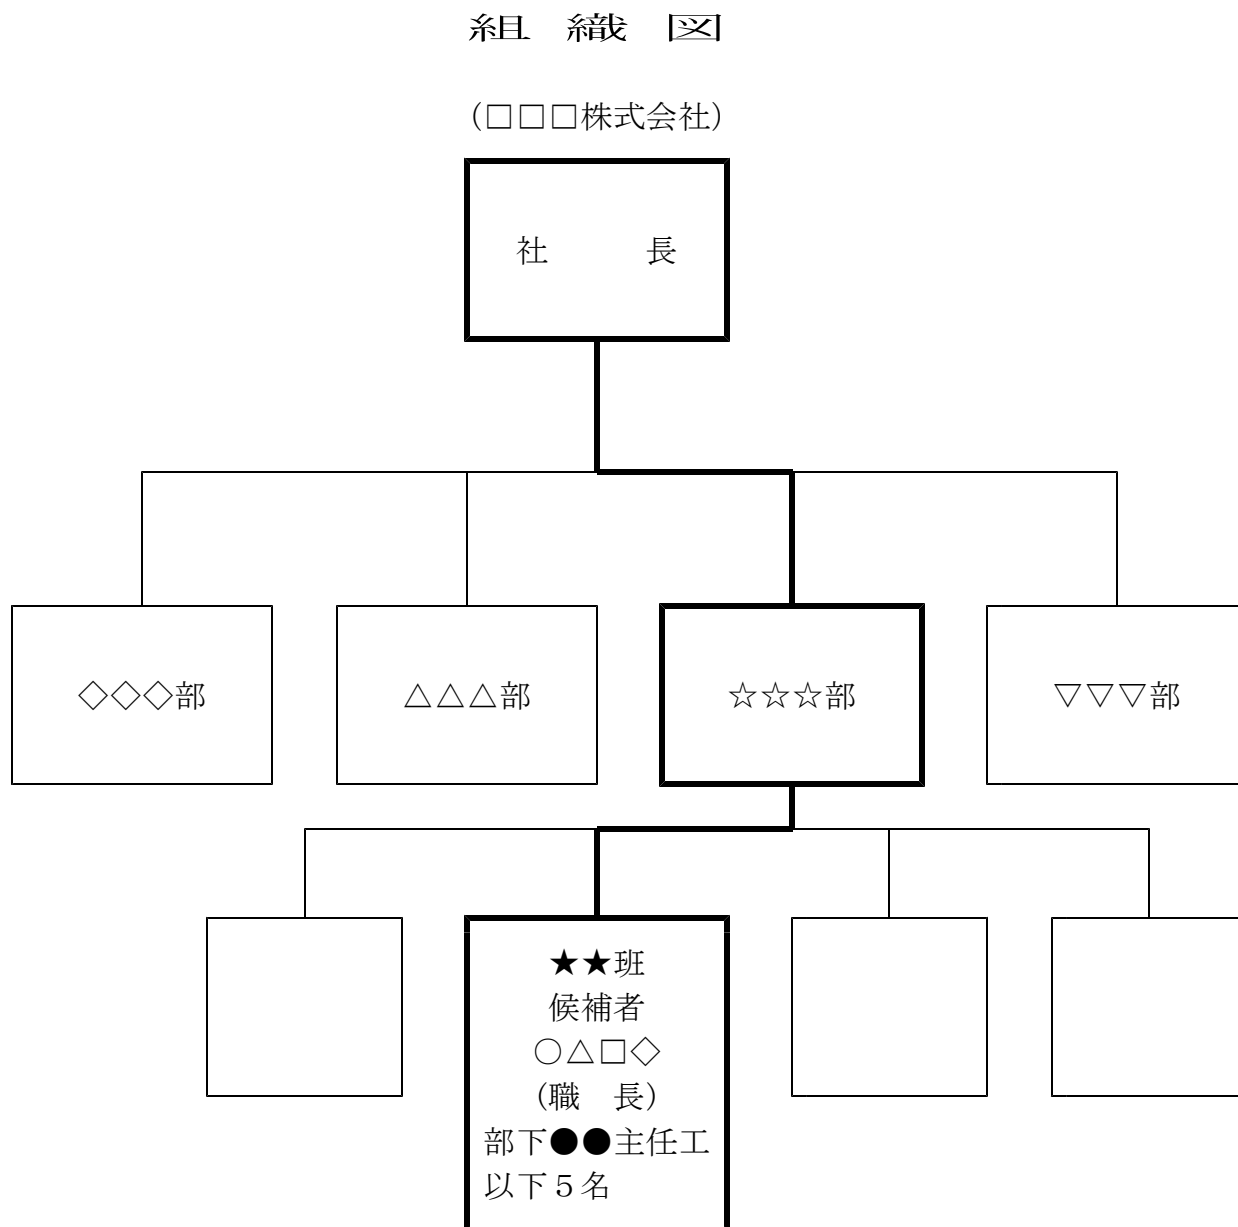 組　織　図
（□□□株式会社）
社　　　長
◇◇◇部
△△△部
☆☆☆部
▽▽▽部
★★班
候補者
○△□◇
（職　長）
部下●●主任工
以下５名